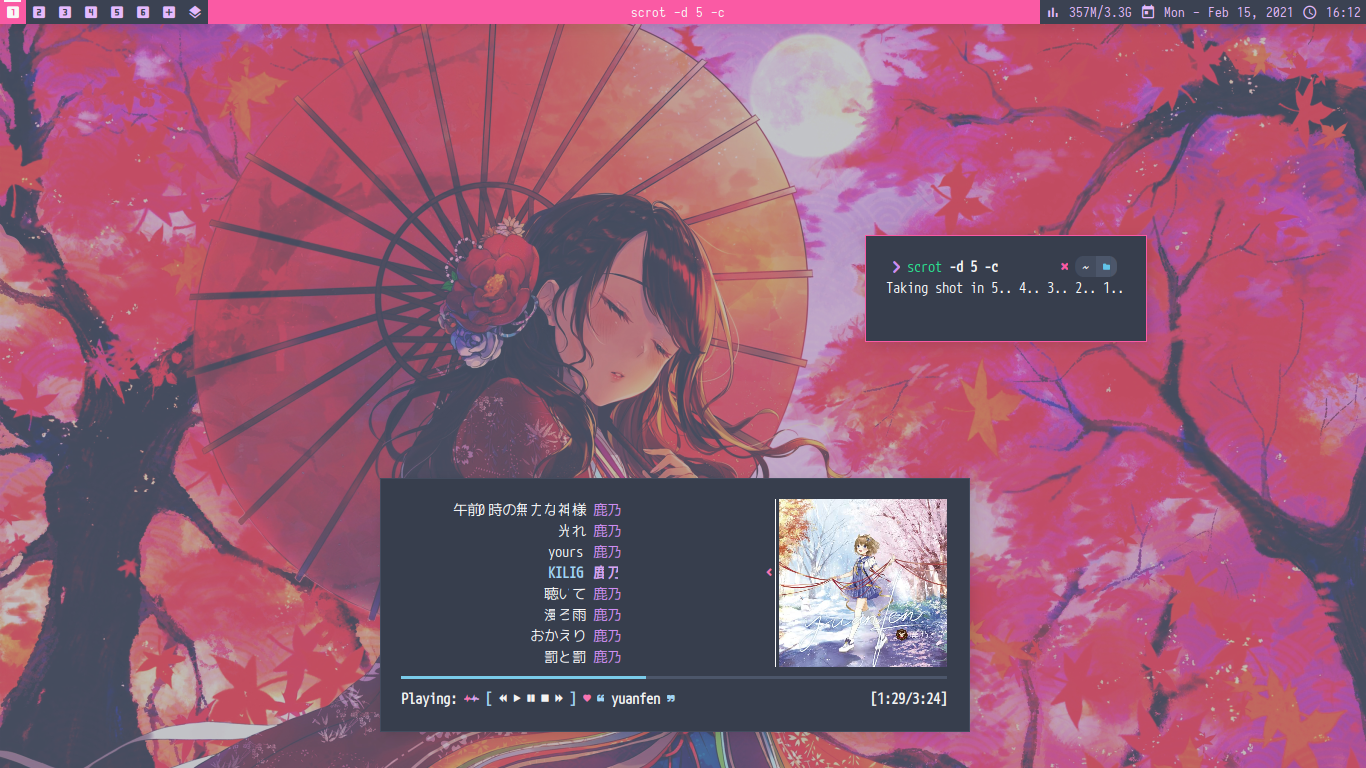 1 2 3 4 5 6 +
scrot -d 5 -c
357M/3.3G Mon - Feb 15, 2021 16:12
❯ scrot -d 5 -c ~
Taking shot in 5.. 4.. 3.. 2.. 1..
午前0時の無力な神様 鹿乃
光れ 鹿乃
yours 鹿乃
KILIG 鹿乃
聴いて 鹿乃
漫ろ雨 鹿乃
おかえり 鹿乃
罰と罰 鹿乃
yuanfen
Playing: [ ] ❤ ❝ yuanfen ❞ [1:29/3:24]